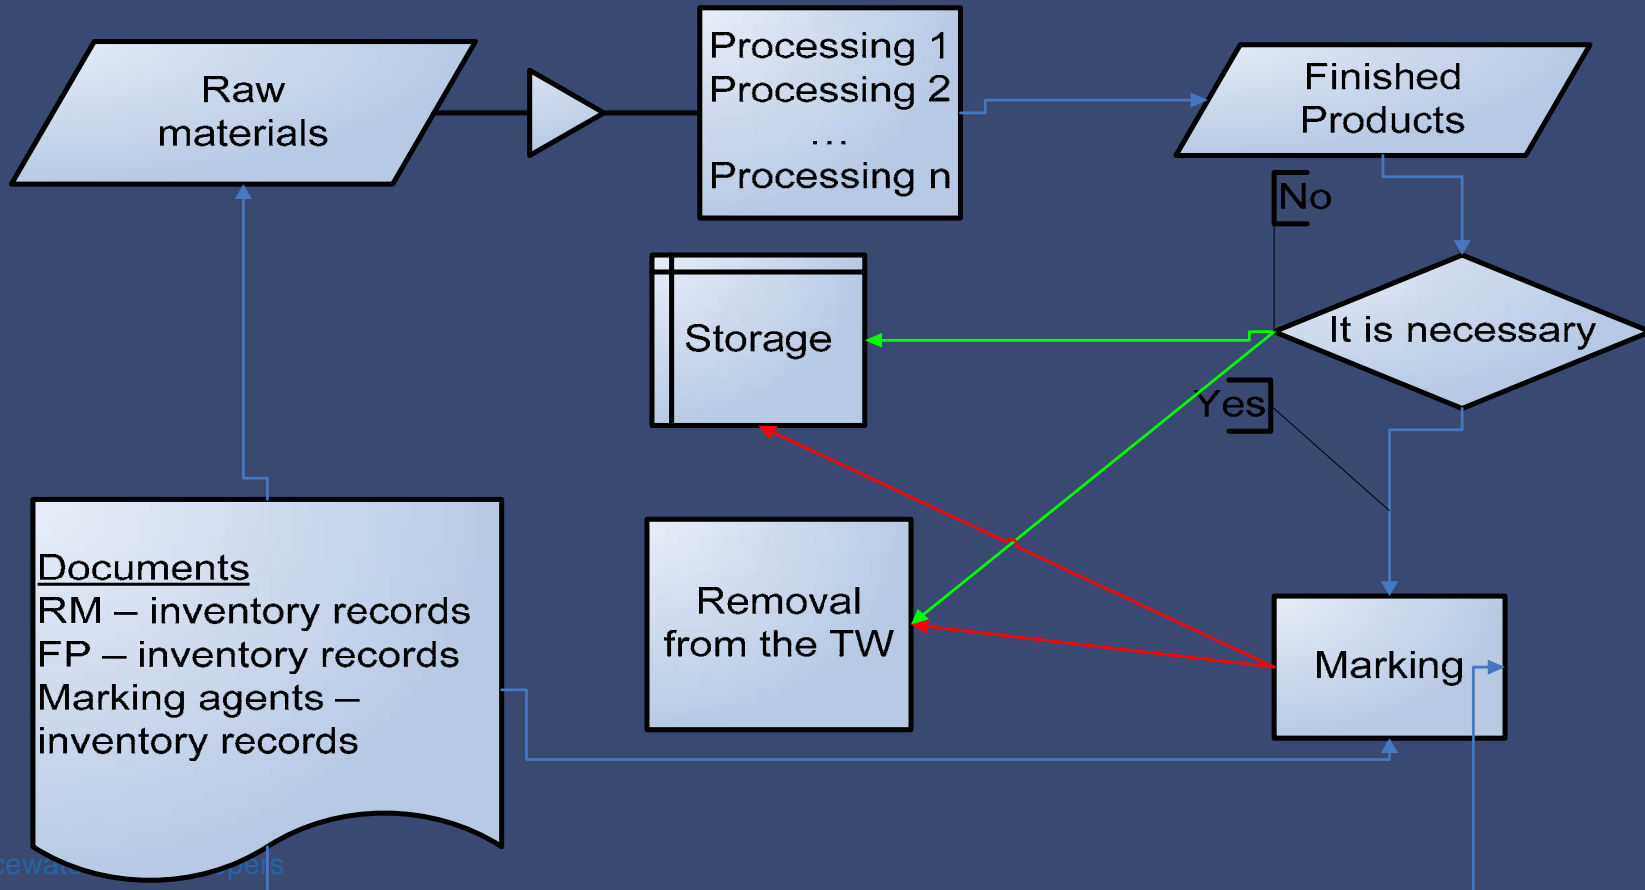 Raw
materials
Processing 1
Processing 2
...
Processing n
Finished
Products
No
It is necessary
Storage
Yes
Documents
RM – inventory records
FP – inventory records
Marking agents –
inventory records
Removal
from the TW
Marking